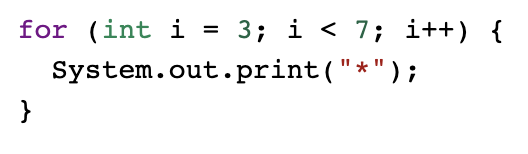 for (int i = 3; i < 7; i++) {
  System.out.print("*");
}